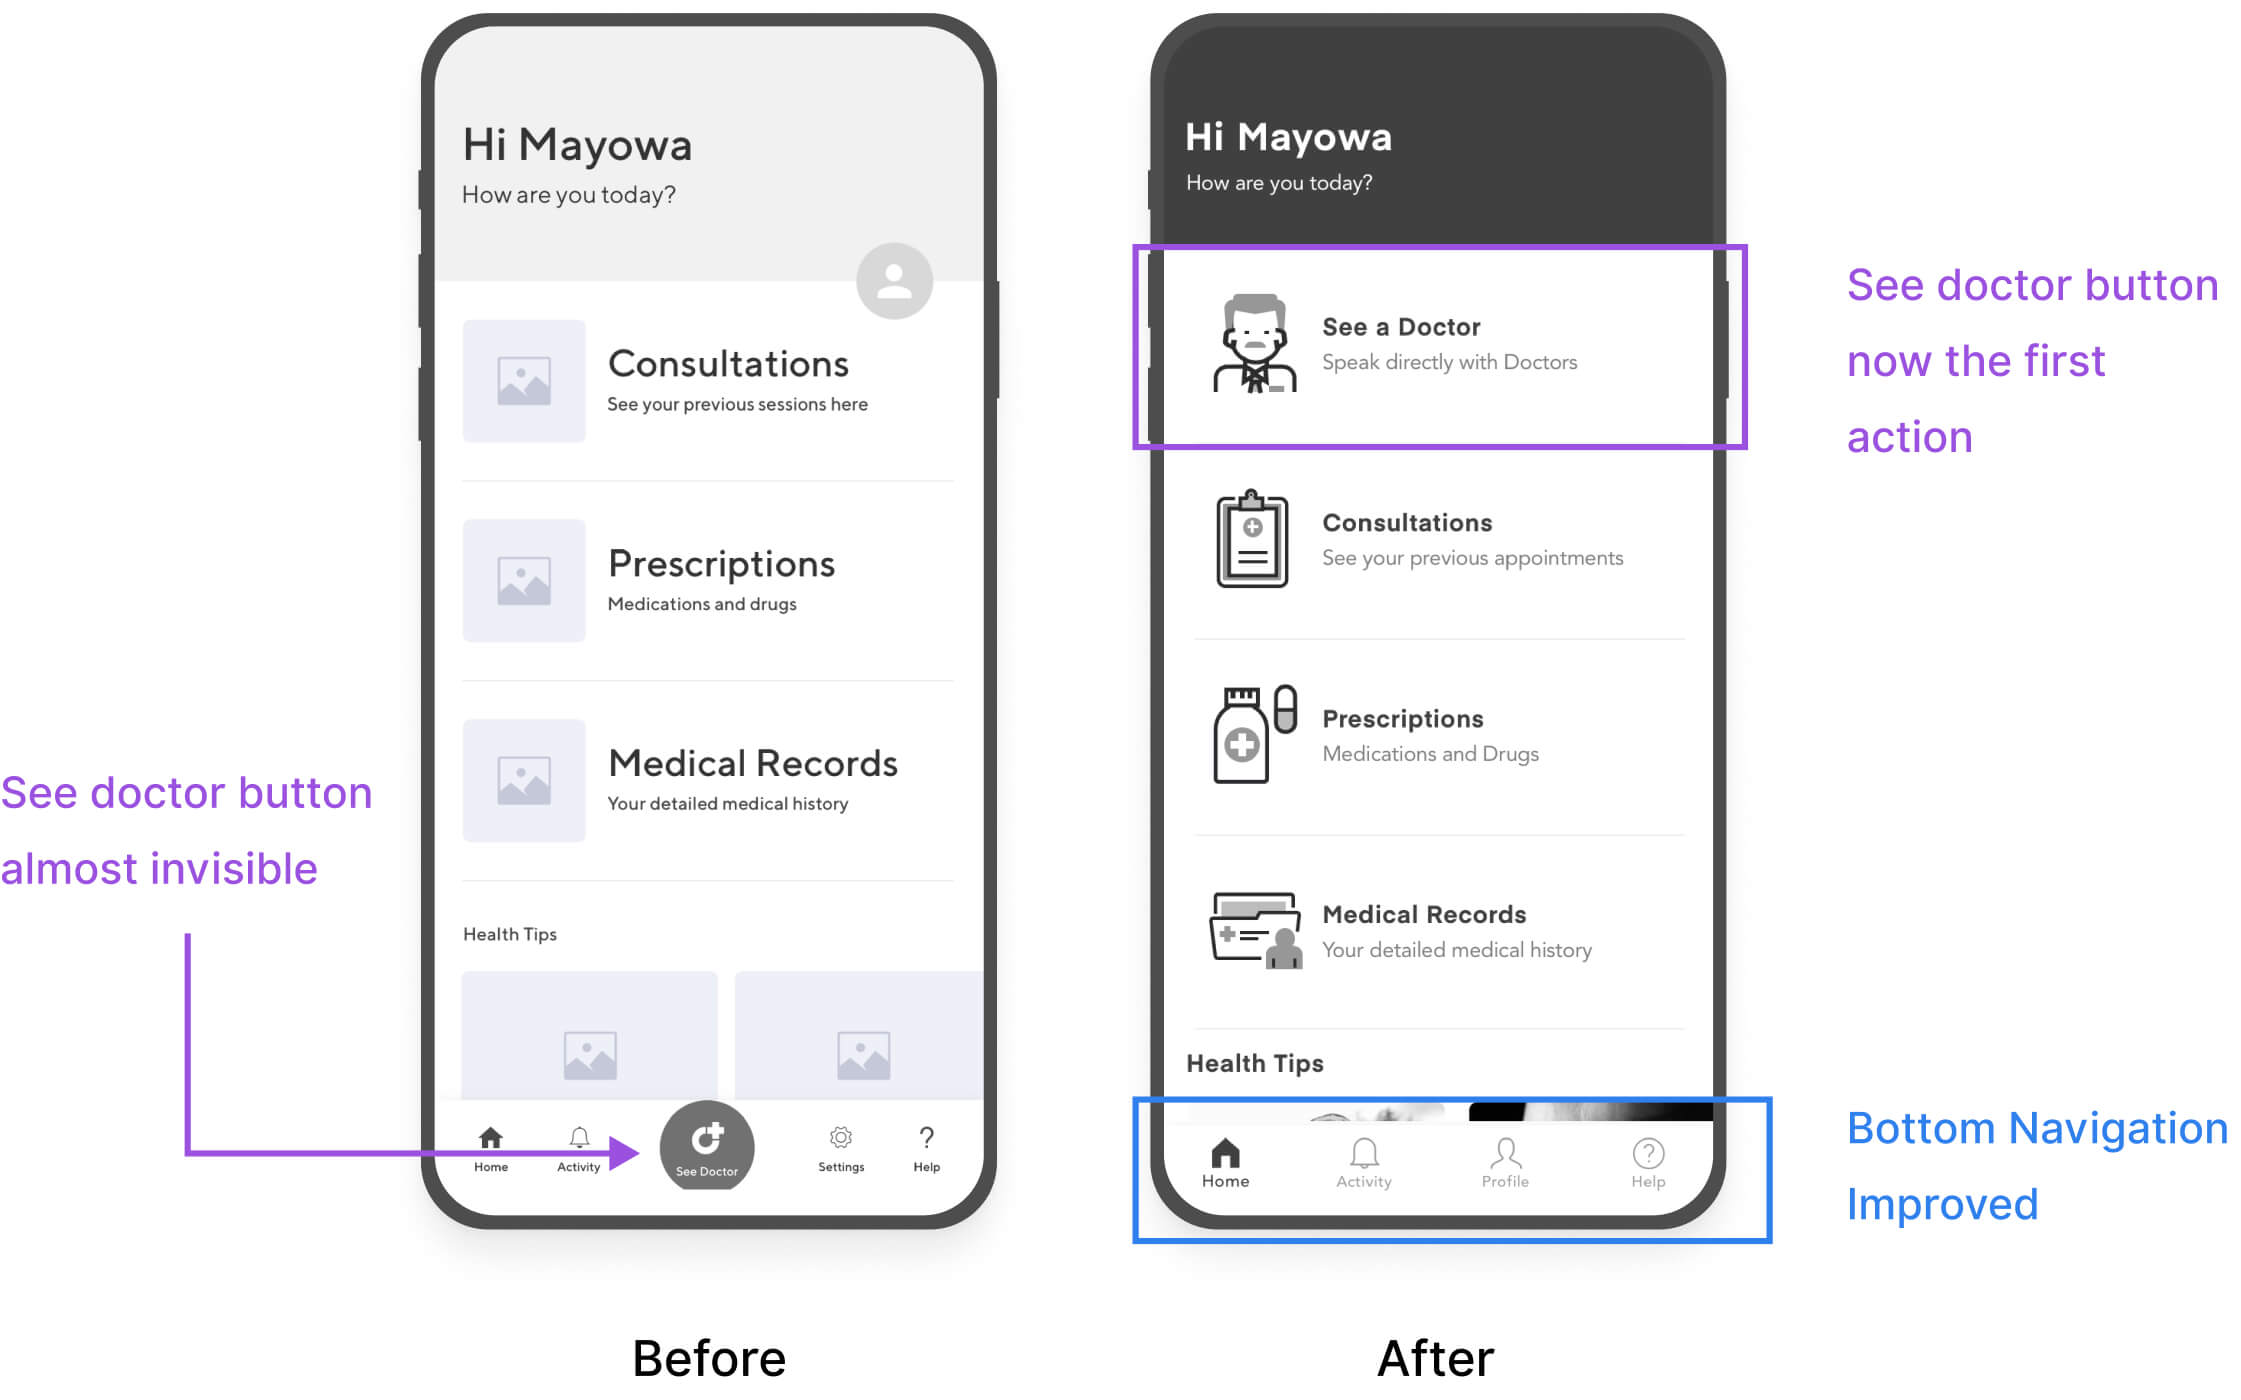 Hi Mayowa
How are you today?
Consultations
See your previous sessions here
Prescriptions
Medications and drugs
Medical Records
Your detailed medical history
Health Tips
Home
Activity
See Doctor
Settings
Help
See doctor button
almost invisible
Before
Hi Mayowa
How are you today?
See a Doctor
Speak directly with Doctors
Consultations
See your previous appointments
Prescriptions
Medications and Drugs
Medical Records
Your detailed medical history
Health Tips
Home
Activity
Profile
Help
See doctor button
now the first
action
Bottom Navigation
Improved
After